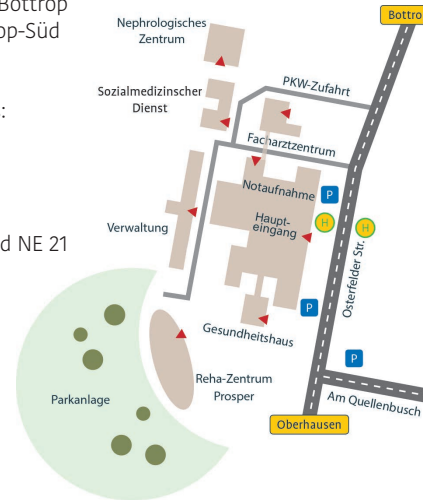 Bottrop
op-Süd
:
d NE 21
Bottro
Nephrologisches
Zentrum
PKW-Zufahrt
Sozialmedizinscher
Dienst
Facharztzentrum
Notaufnahme
P
Haupt-
eingang
H
H
Verwaltung
Osterfelder Str.
P
Gesundheitshaus
P
Reha-Zentrum
Prosper
Parkanlage
Am Quellenbusch
Oberhausen